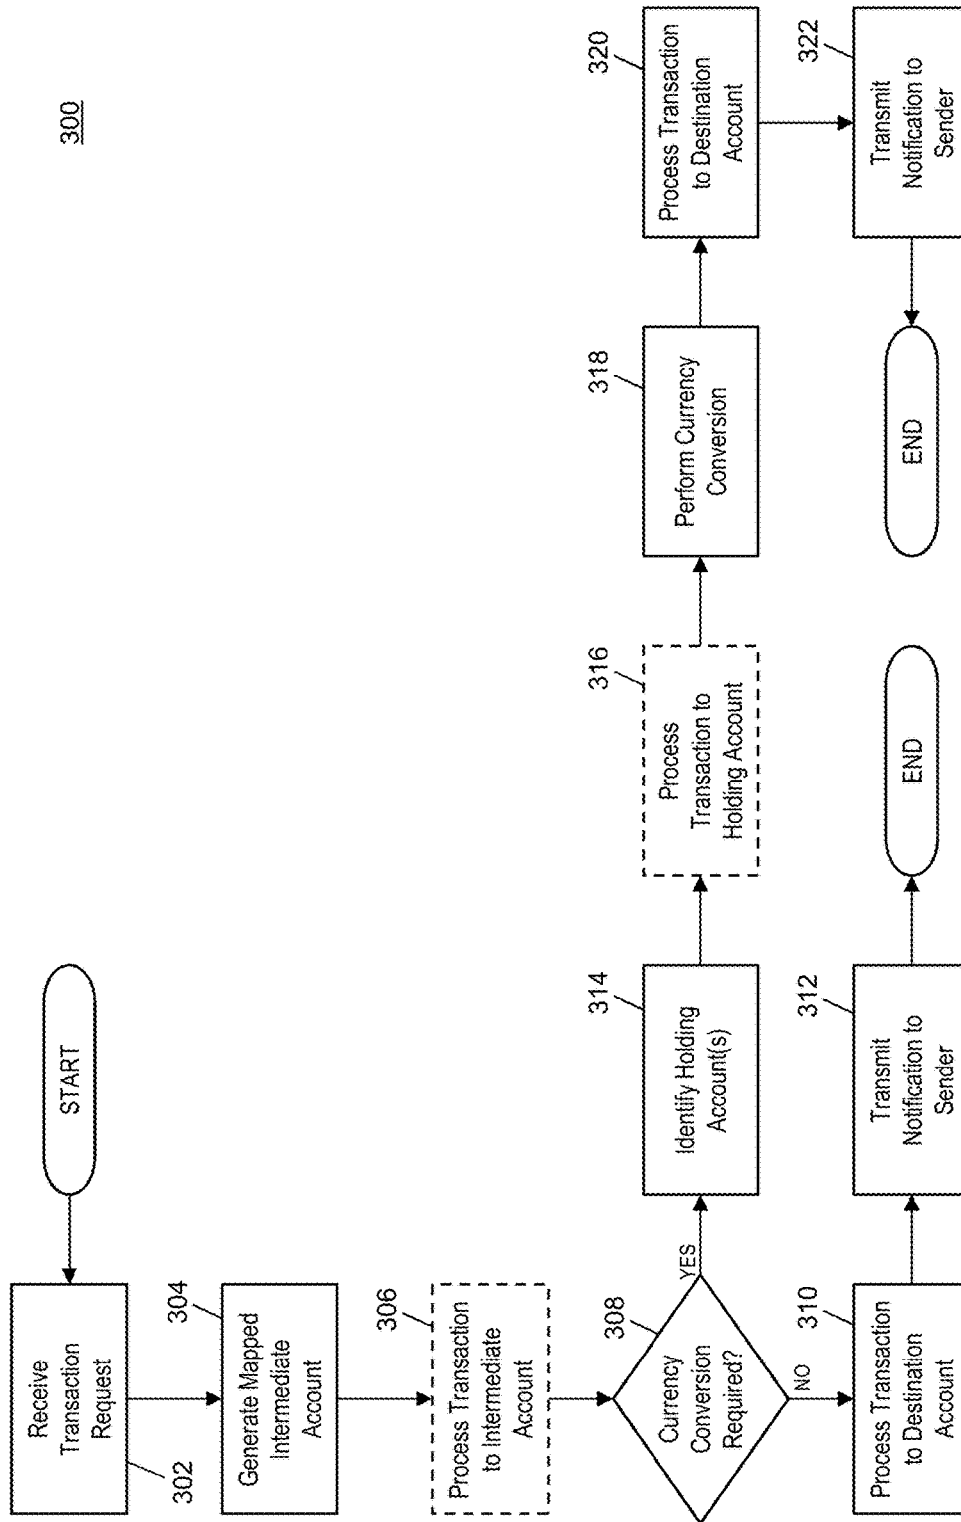 300
START
Receive
Transaction
Request
302
304
Generate Mapped
Intermediate
Account
306
Process Transaction
to Intermediate
Account
308
Currency
Conversion
Required?
YES
NO
310
Process Transaction
to Destination
Account
312
Transmit
Notification to
Sender
END
314
Identify Holding
Account(s)
316
Process
Transaction to
Holding Account
318
Perform Currency
Conversion
320
Process Transaction
to Destination
Account
322
Transmit
Notification to
Sender
END